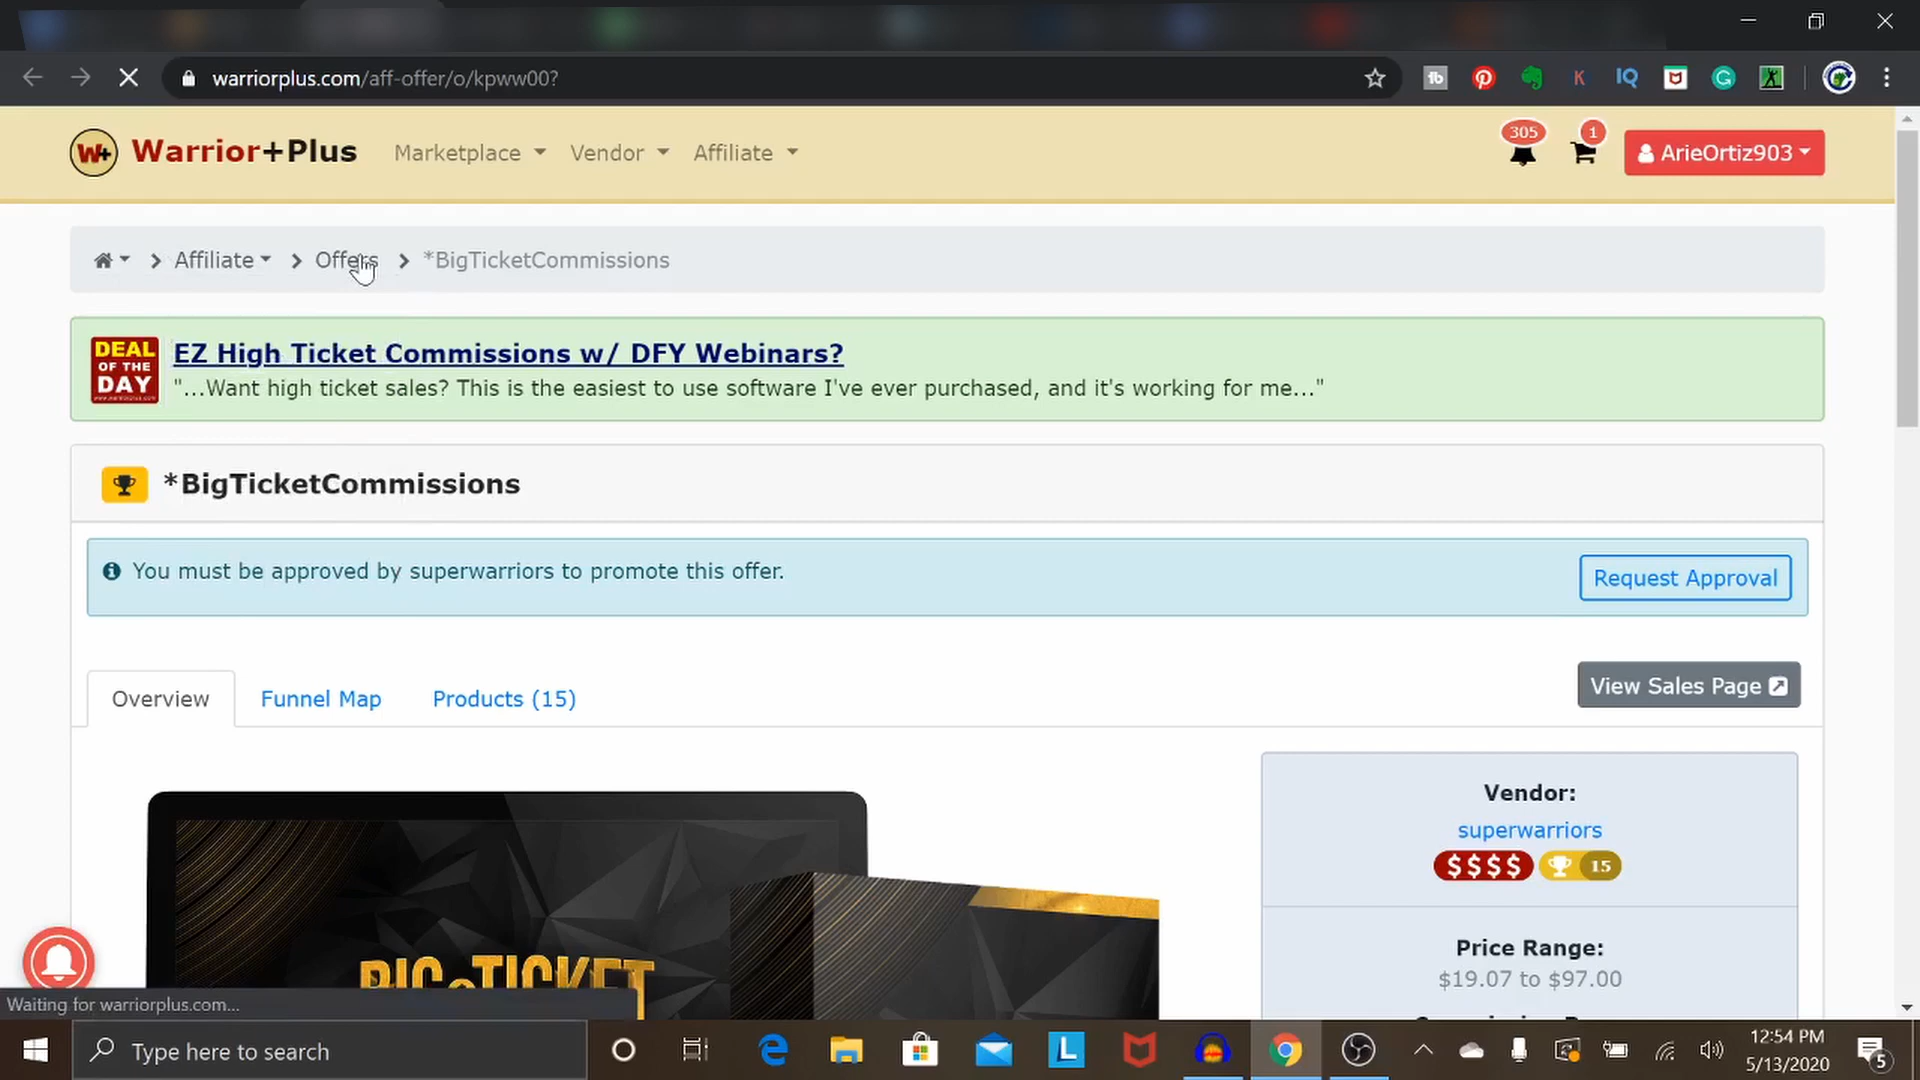 warriorplus.com/aff-offer/o/kpww00?
W+ Warrior+Plus Marketplace Vendor Affiliate 305 1 ArieOrtiz903
Affiliate > Offers > *BigTicketCommissions
DEAL OF THE DAY
EZ High Ticket Commissions w/ DFY Webinars?
"...Want high ticket sales? This is the easiest to use software I've ever purchased, and it's working for me..."
*BigTicketCommissions
You must be approved by superwarriors to promote this offer.
Request Approval
Overview Funnel Map Products (15)
View Sales Page
Vendor:
superwarriors
$$$$ 15
Price Range:
$19.07 to $97.00
BIG TICKET
Waiting for warriorplus.com...
Type here to search
12:54 PM
5/13/2020
5